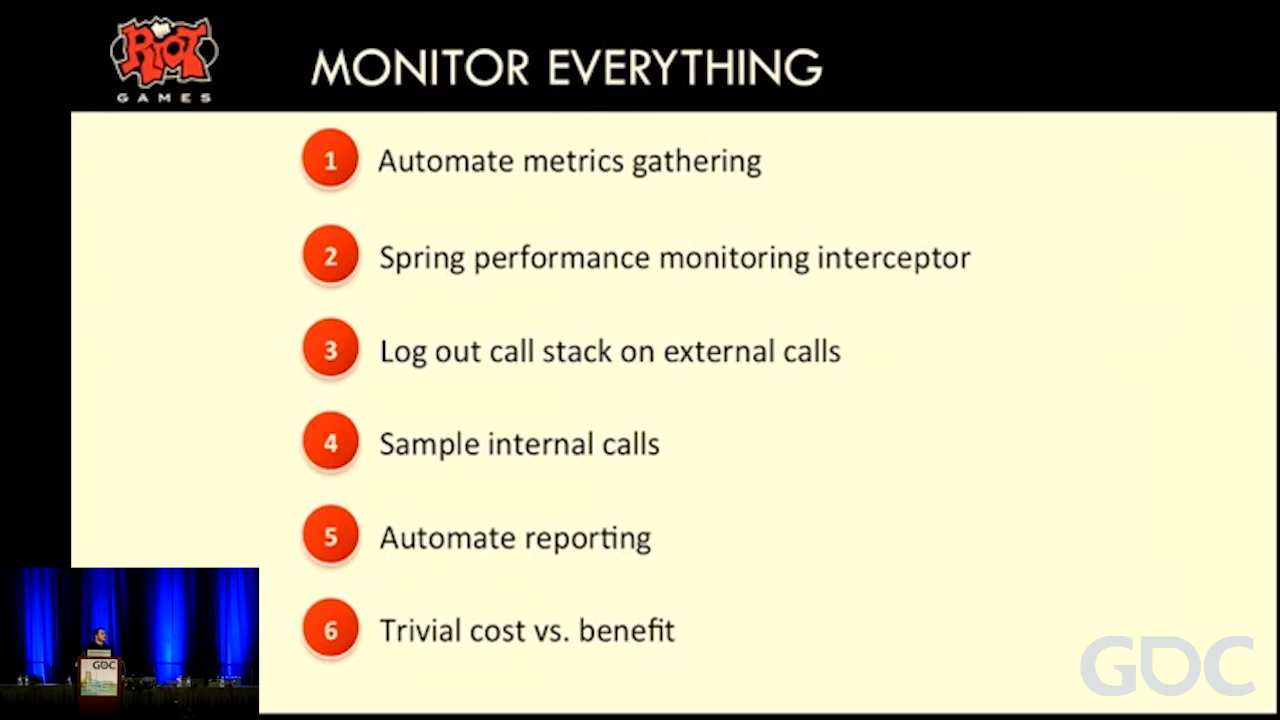 RIOT
GAMES
MONITOR EVERYTHING
1 Automate metrics gathering
2 Spring performance monitoring interceptor
3 Log out call stack on external calls
4 Sample internal calls
5 Automate reporting
6 Trivial cost vs. benefit
GDC
GDC